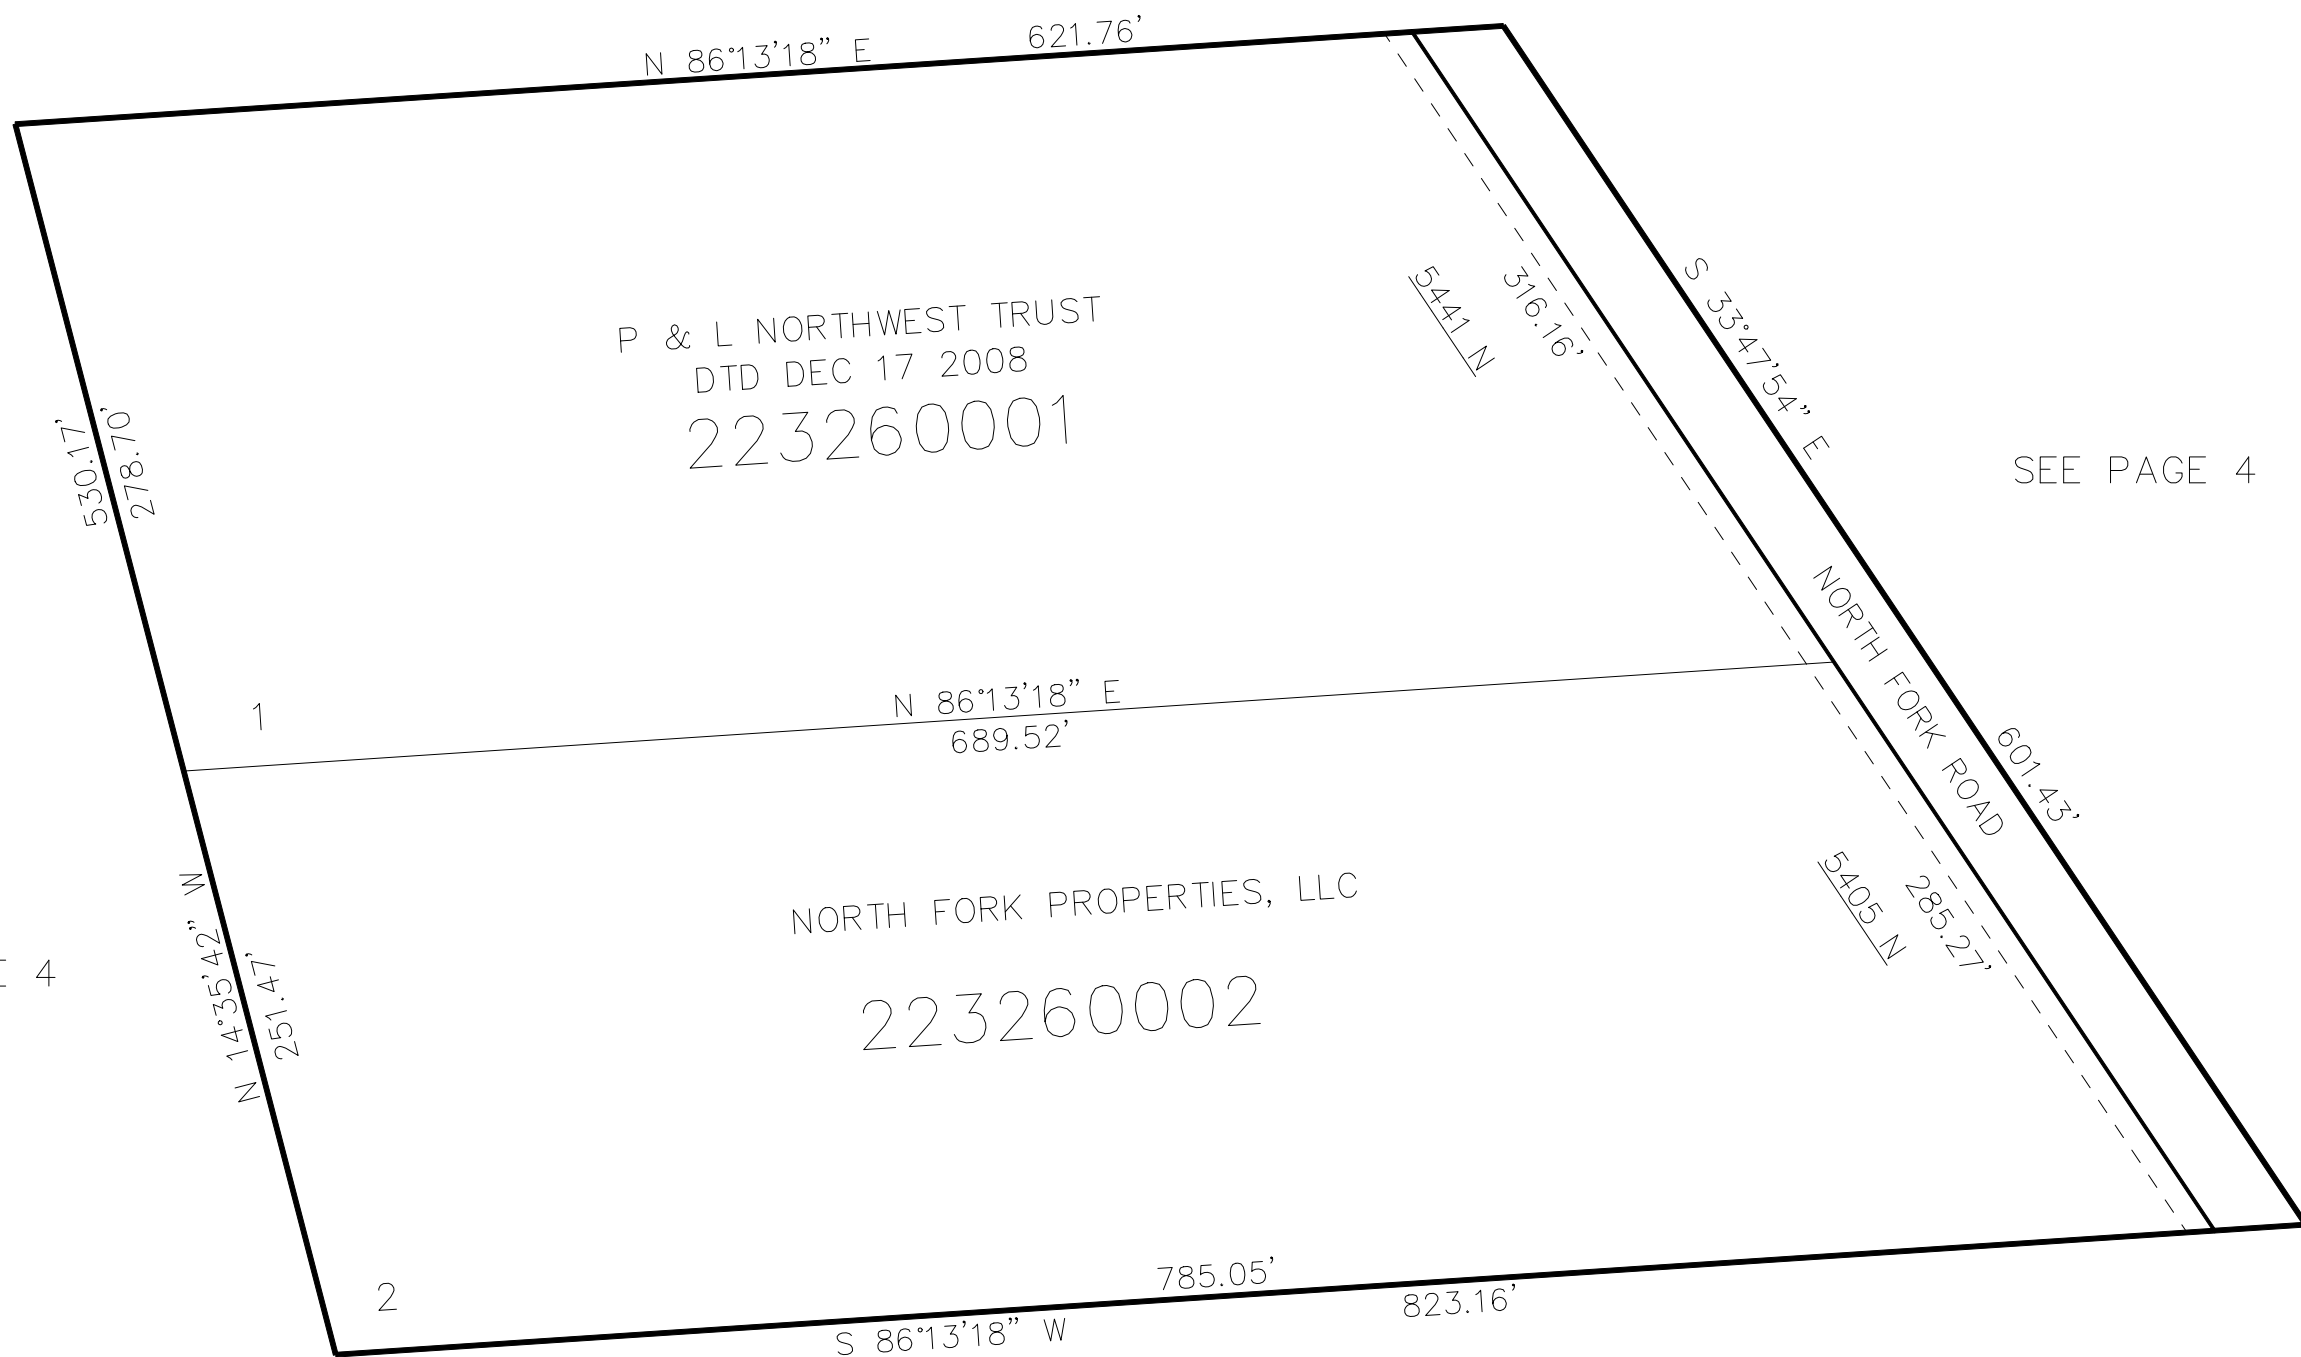 N 86°13'18" E
621.76'
P & L NORTHWEST TRUST
DTD DEC 17 2008
223260001
5441 N
316.16'
S 33°47'54" E
530.17'
278.70'
SEE PAGE 4
NORTH FORK ROAD
1
N 86°13'18" E
689.52'
601.43'
NORTH FORK PROPERTIES, LLC
223260002
5405 N
285.27'
4
N 14°35'42" W
251.47'
2
785.05'
823.16'
S 86°13'18" W